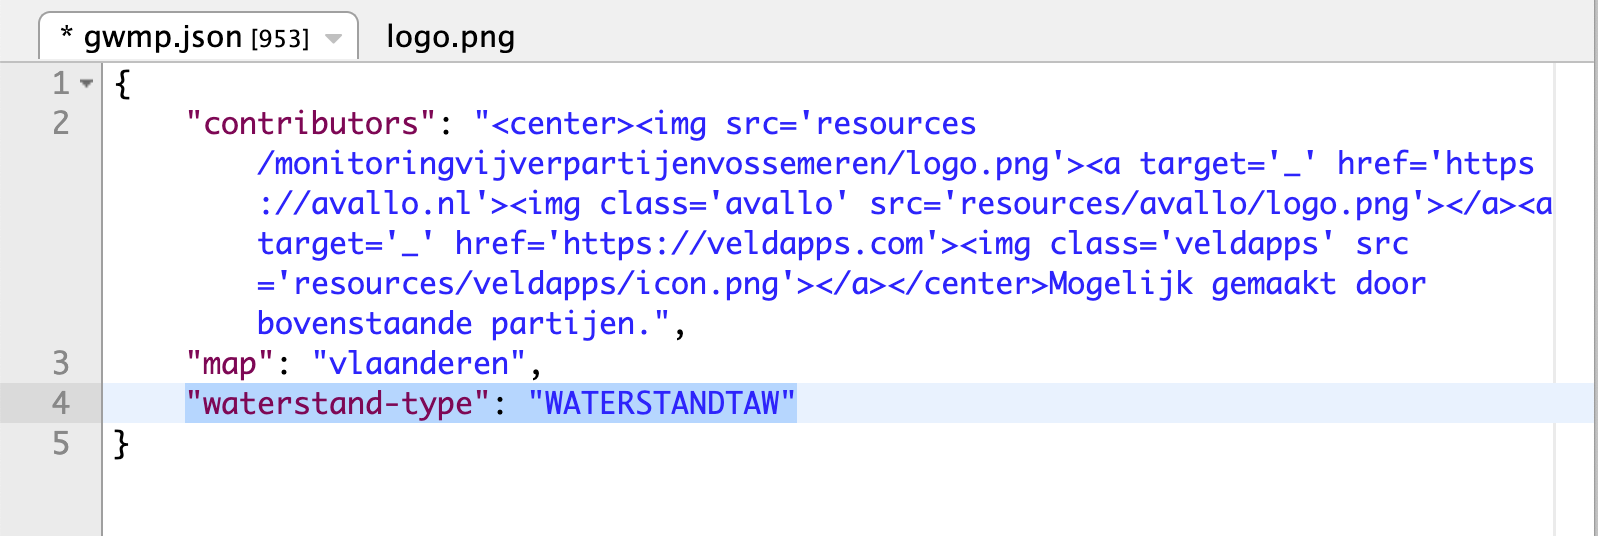 * gwmp.json [953] logo.png
1 {
2 "contributors": "<center><img src='resources
/monitoringvijverpartijenvossemeren/logo.png'><a target='_' href='https
://avallo.nl'><img class='avallo' src='resources/avallo/logo.png'></a><a
target='_' href='https://veldapps.com'><img class='veldapps' src
='resources/veldapps/icon.png'></a></center>Mogelijk gemaakt door
bovenstaande partijen.",
3 "map": "vlaanderen",
4 "waterstand-type": "WATERSTANDTAW"
5 }